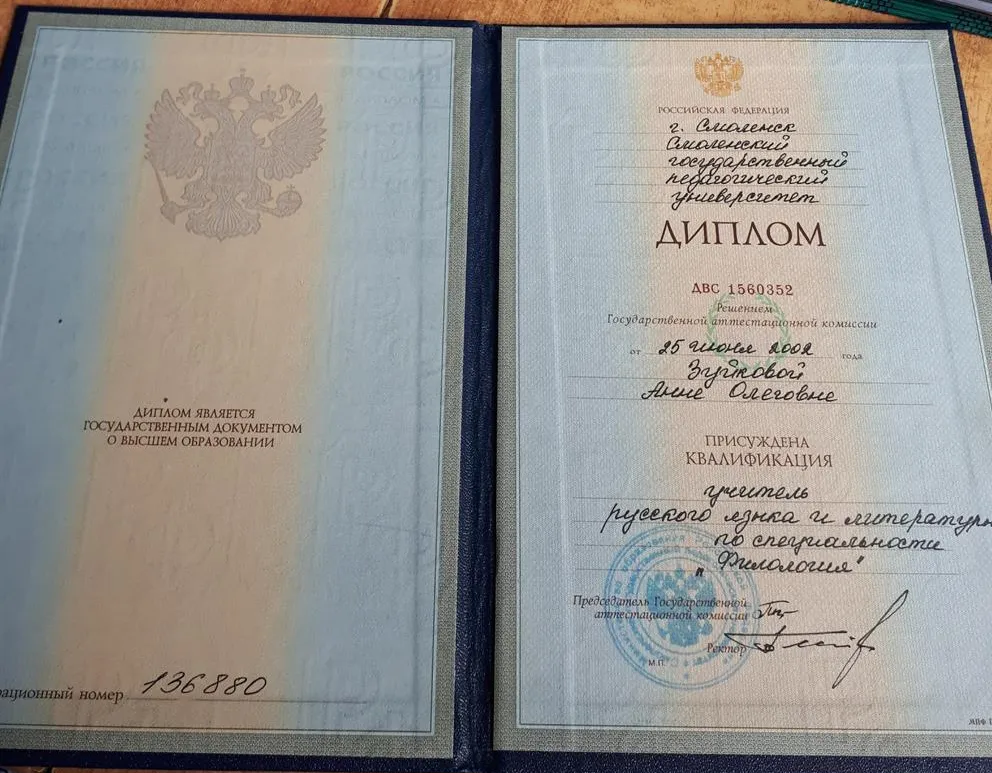 ДИПЛОМ ЯВЛЯЕТСЯ
ГОСУДАРСТВЕННЫМ ДОКУМЕНТОМ
О ВЫСШЕМ ОБРАЗОВАНИИ
рационный номер 136880
РОССИЙСКАЯ ФЕДЕРАЦИЯ
г. Смоленск
Смоленский
государственный
педагогический
университет
ДИПЛОМ
ДВС 1560352
Решением
Государственной аттестационной комиссии
от 25 июня 2002 года
Зуйковой
Анне Олеговне
ПРИСУЖДЕНА
КВАЛИФИКАЦИЯ
учитель
русского языка и литературы
по специальности
"Филология"
Председатель Государственной
аттестационной комиссии
Ректор
М.П.